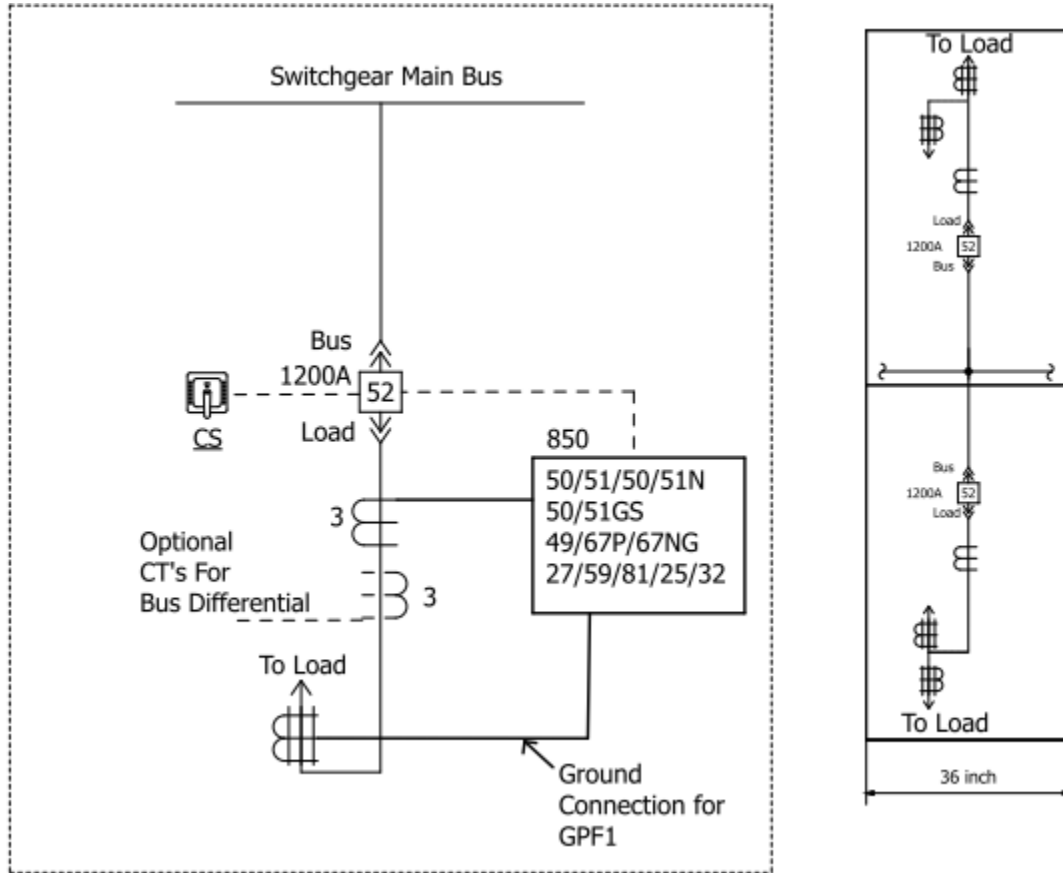 Switchgear Main Bus
Bus
1200A
52
CS
Load
850
50/51/50/51N
50/51GS
49/67P/67NG
27/59/81/25/32
3
Optional
CT's For
Bus Differential
3
To Load
Ground
Connection for
GPF1
To Load
Load
1200A
52
Bus
Bus
1200A
52
Load
To Load
36 inch